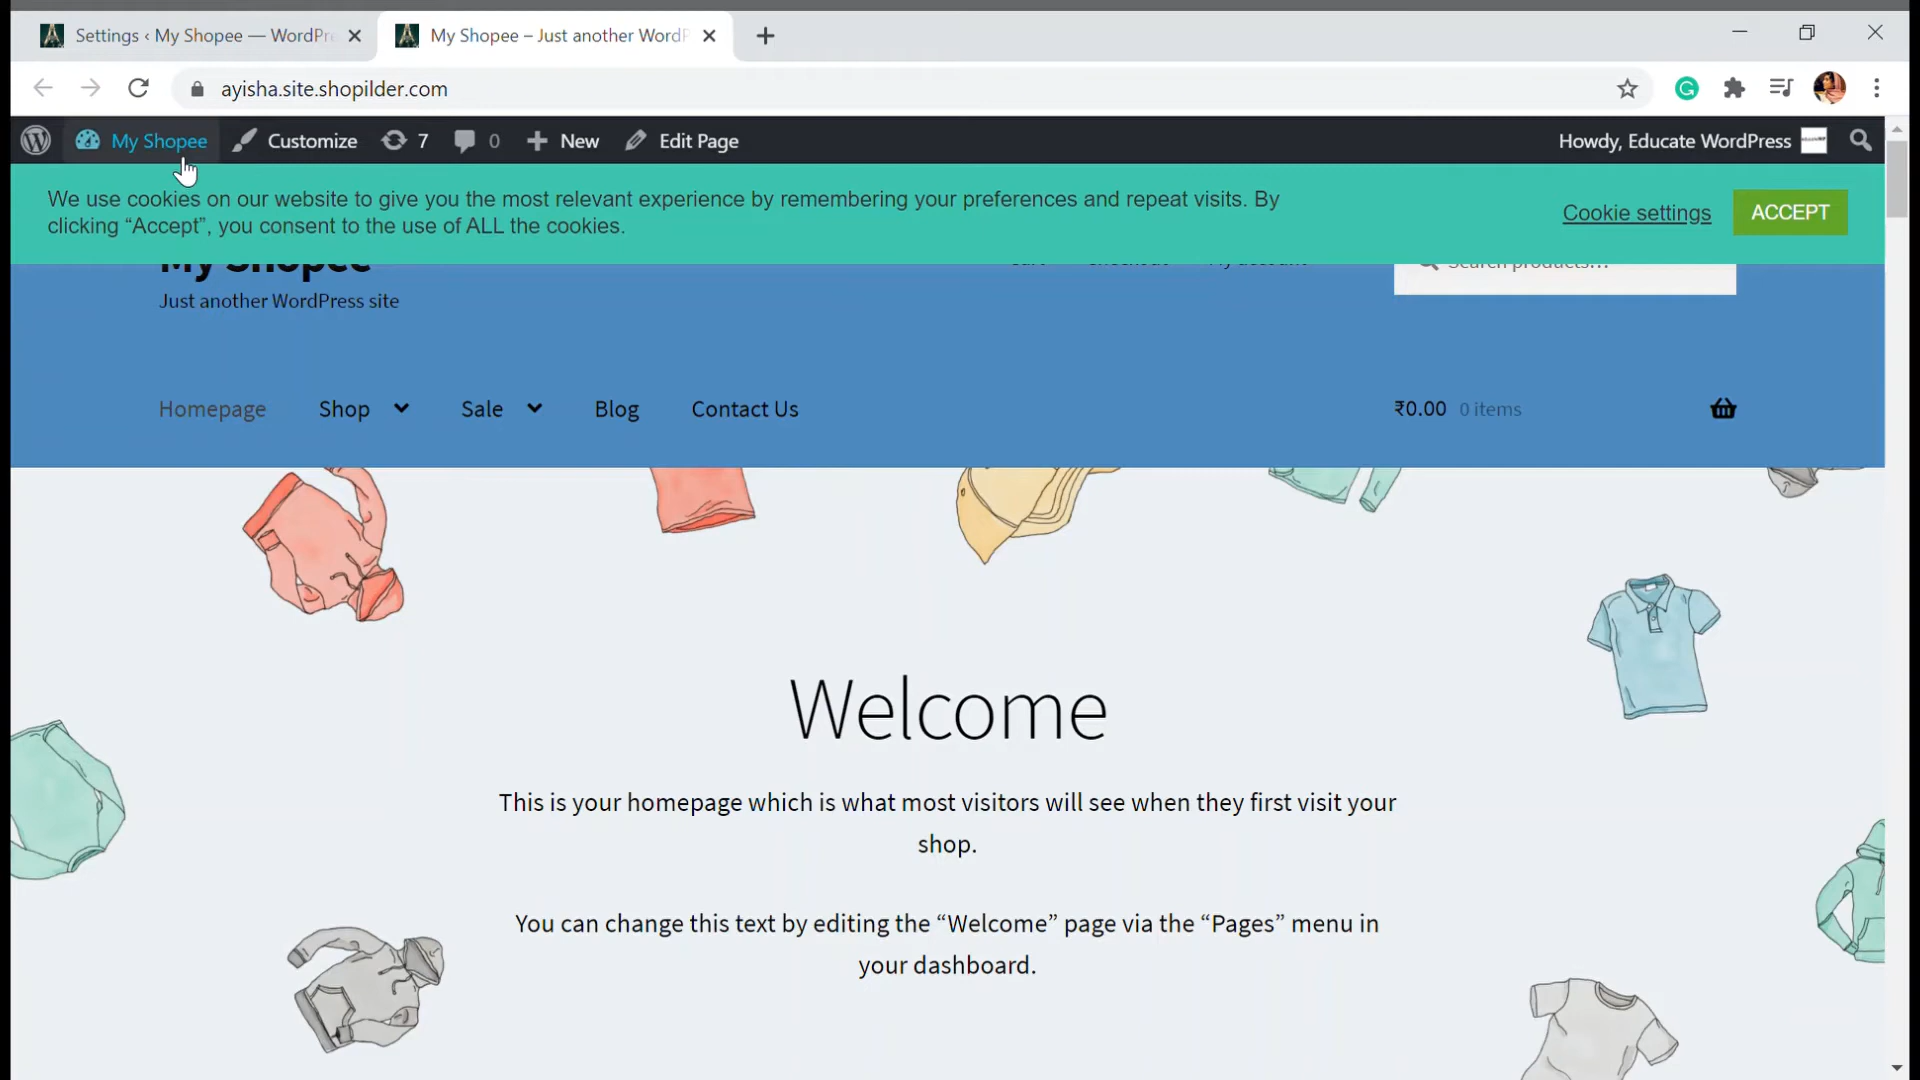 Settings ‹ My Shopee — WordPr
My Shopee – Just another WordP
ayisha.site.shopilder.com
My Shopee
Customize
7
0
New
Edit Page
Howdy, Educate WordPress
We use cookies on our website to give you the most relevant experience by remembering your preferences and repeat visits. By
clicking “Accept”, you consent to the use of ALL the cookies.
Cookie settings
ACCEPT
My Shopee
Just another WordPress site
Search products...
Homepage
Shop
Sale
Blog
Contact Us
₹0.00 0 items
Welcome
This is your homepage which is what most visitors will see when they first visit your
shop.
You can change this text by editing the “Welcome” page via the “Pages” menu in
your dashboard.